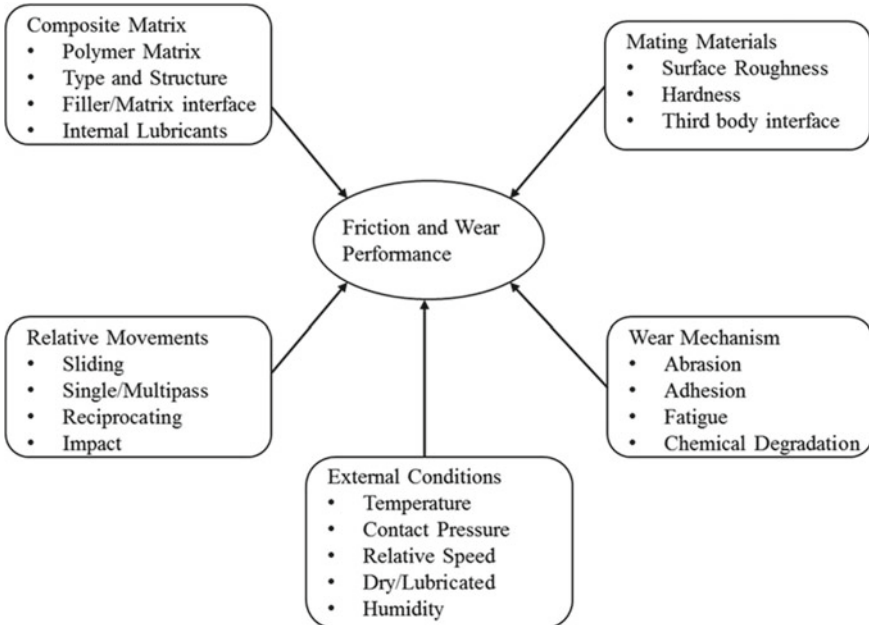 Composite Matrix
• Polymer Matrix
• Type and Structure
• Filler/Matrix interface
• Internal Lubricants
Mating Materials
• Surface Roughness
• Hardness
• Third body interface
Friction and Wear
Performance
Relative Movements
• Sliding
• Single/Multipass
• Reciprocating
• Impact
Wear Mechanism
• Abrasion
• Adhesion
• Fatigue
• Chemical Degradation
External Conditions
• Temperature
• Contact Pressure
• Relative Speed
• Dry/Lubricated
• Humidity